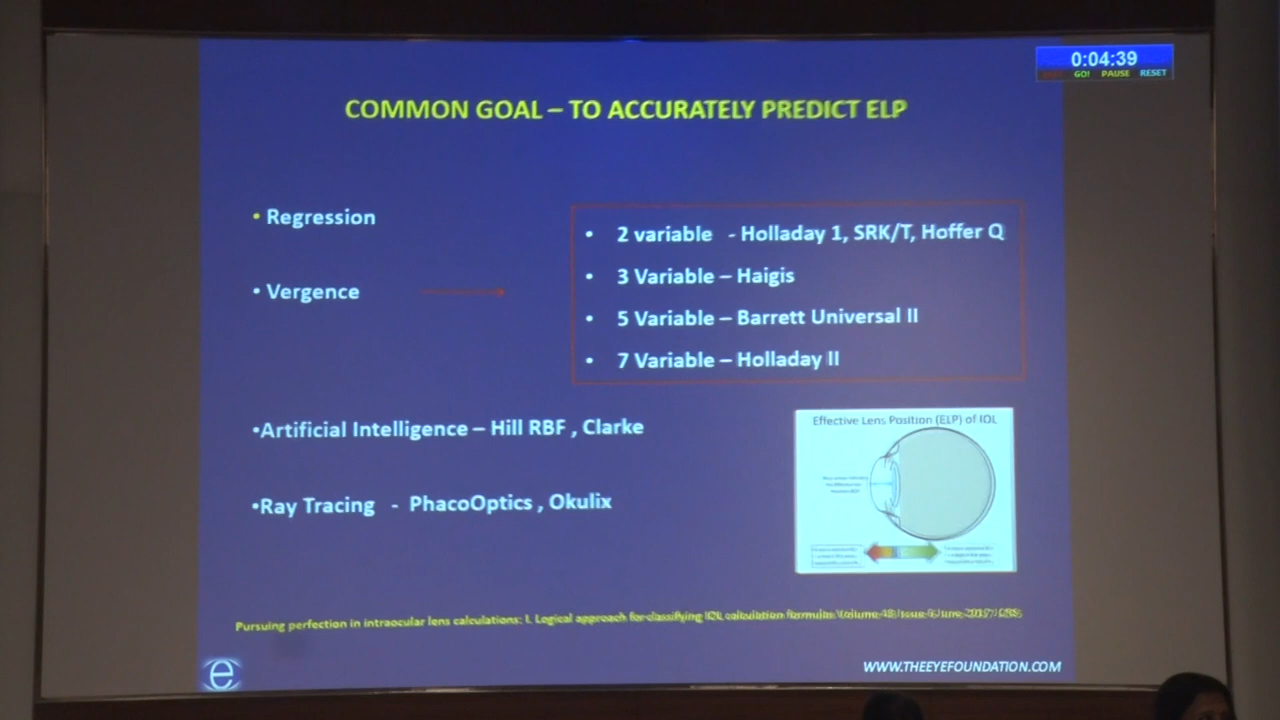 0:04:39
GO! PAUSE RESET
COMMON GOAL – TO ACCURATELY PREDICT ELP
• Regression
• Vergence
• 2 variable - Holladay 1, SRK/T, Hoffer Q
• 3 Variable – Haigis
• 5 Variable – Barrett Universal II
• 7 Variable – Holladay II
•Artificial Intelligence – Hill RBF , Clarke
•Ray Tracing - PhacoOptics , Okulix
Effective Lens Position (ELP) of IOL
Pursuing perfection in intraocular lens calculations: I. Logical approach for classifying IOL calculation formulas
e
WWW.THEEYEFOUNDATION.COM